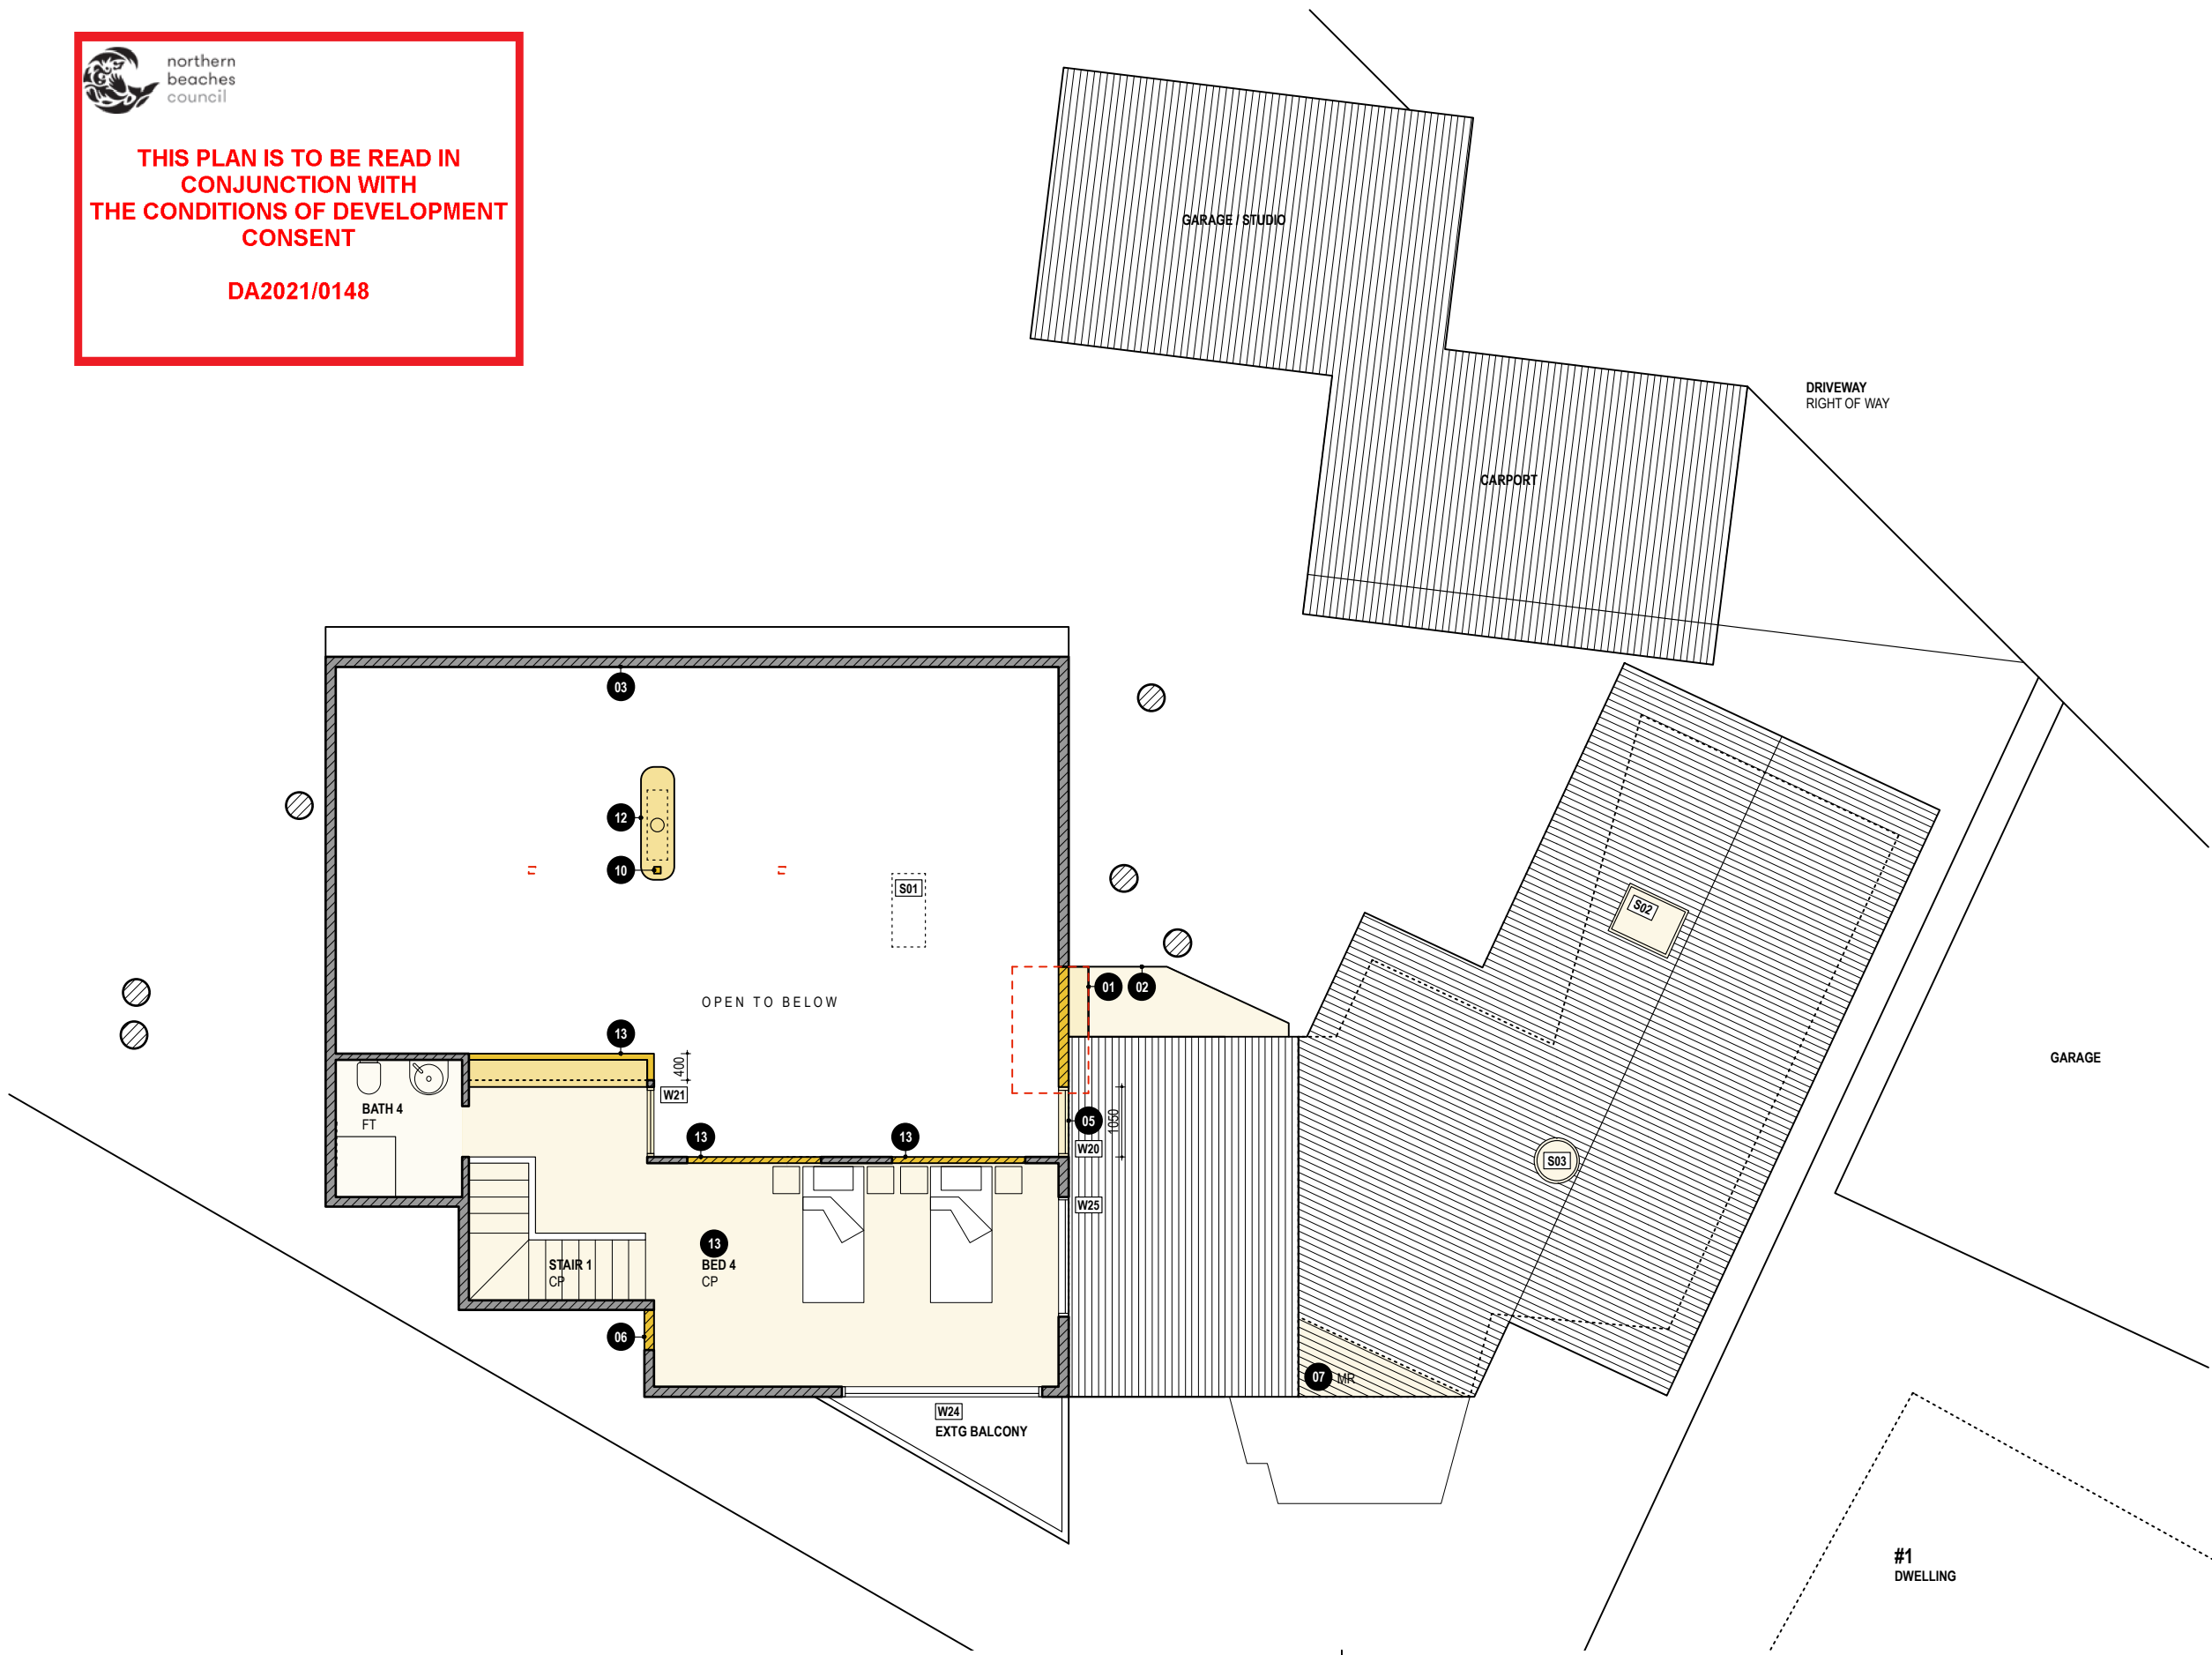 northern
beaches
council
THIS PLAN IS TO BE READ IN
CONJUNCTION WITH
THE CONDITIONS OF DEVELOPMENT
CONSENT
DA2021/0148
GARAGE / STUDIO
DRIVEWAY
RIGHT OF WAY
CARPORT
03
12
10
S01
S02
01
02
OPEN TO BELOW
13
400
W21
GARAGE
BATH 4
FT
13
13
05
1050
W20
S03
W25
13
STAIR 1
CP
BED 4
CP
06
07
MR
W24
EXTG BALCONY
#1
DWELLING